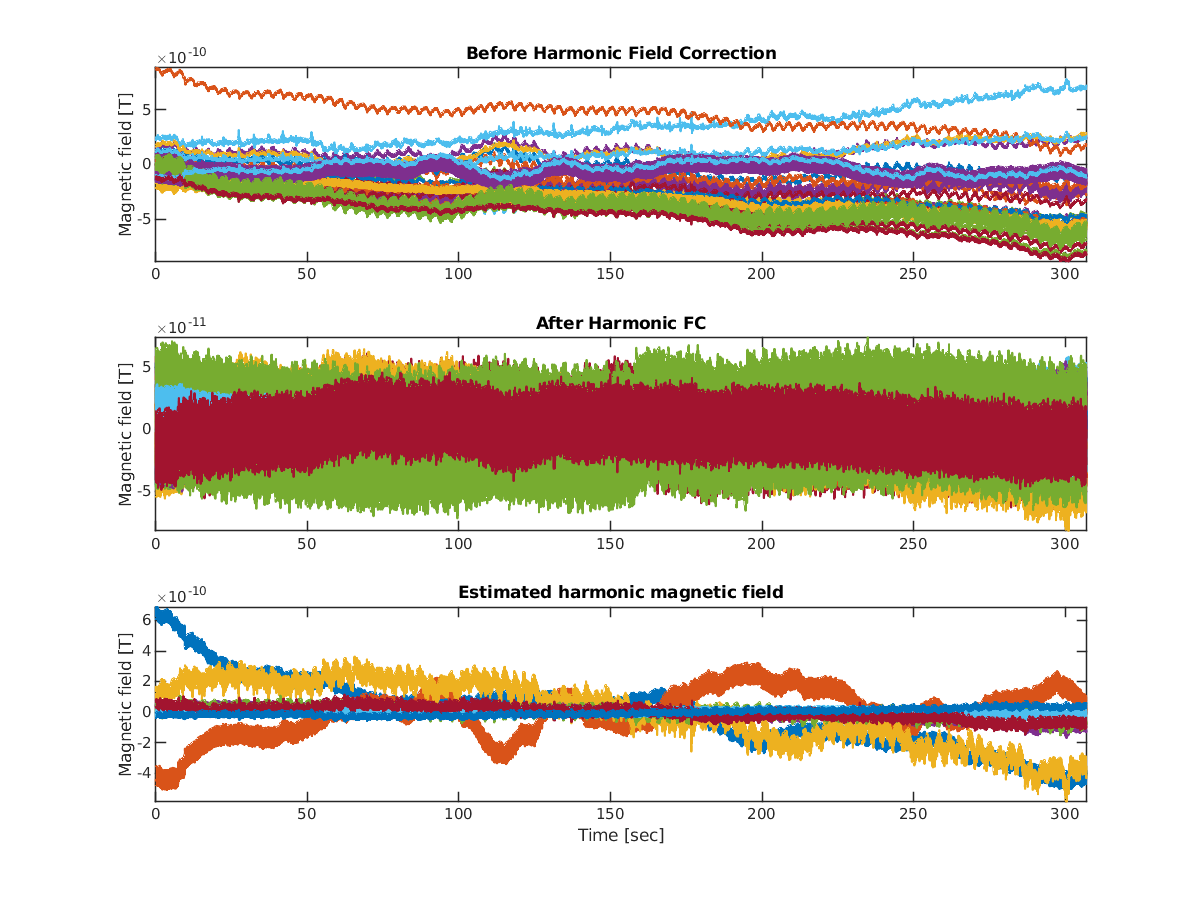 Before Harmonic Field Correction
×10-10
Magnetic field [T]
5
0
-5
0 50 100 150 200 250 300
After Harmonic FC
×10-11
Magnetic field [T]
5
0
-5
0 50 100 150 200 250 300
Estimated harmonic magnetic field
×10-10
Magnetic field [T]
6
4
2
0
-2
-4
0 50 100 150 200 250 300
Time [sec]